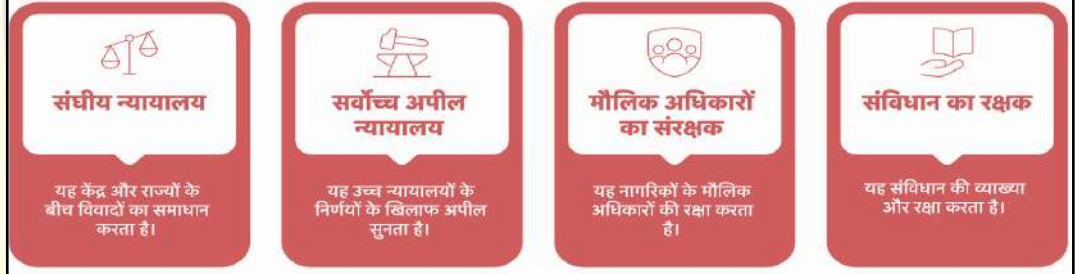 संघीय न्यायालय
यह केंद्र और राज्यों के
बीच विवादों का समाधान
करता है।
सर्वोच्च अपील
न्यायालय
यह उच्च न्यायालयों के
निर्णयों के खिलाफ अपील
सुनता है।
मौलिक अधिकारों
का संरक्षक
यह नागरिकों के मौलिक
अधिकारों की रक्षा करता
है।
संविधान का रक्षक
यह संविधान की व्याख्या
और रक्षा करता है।